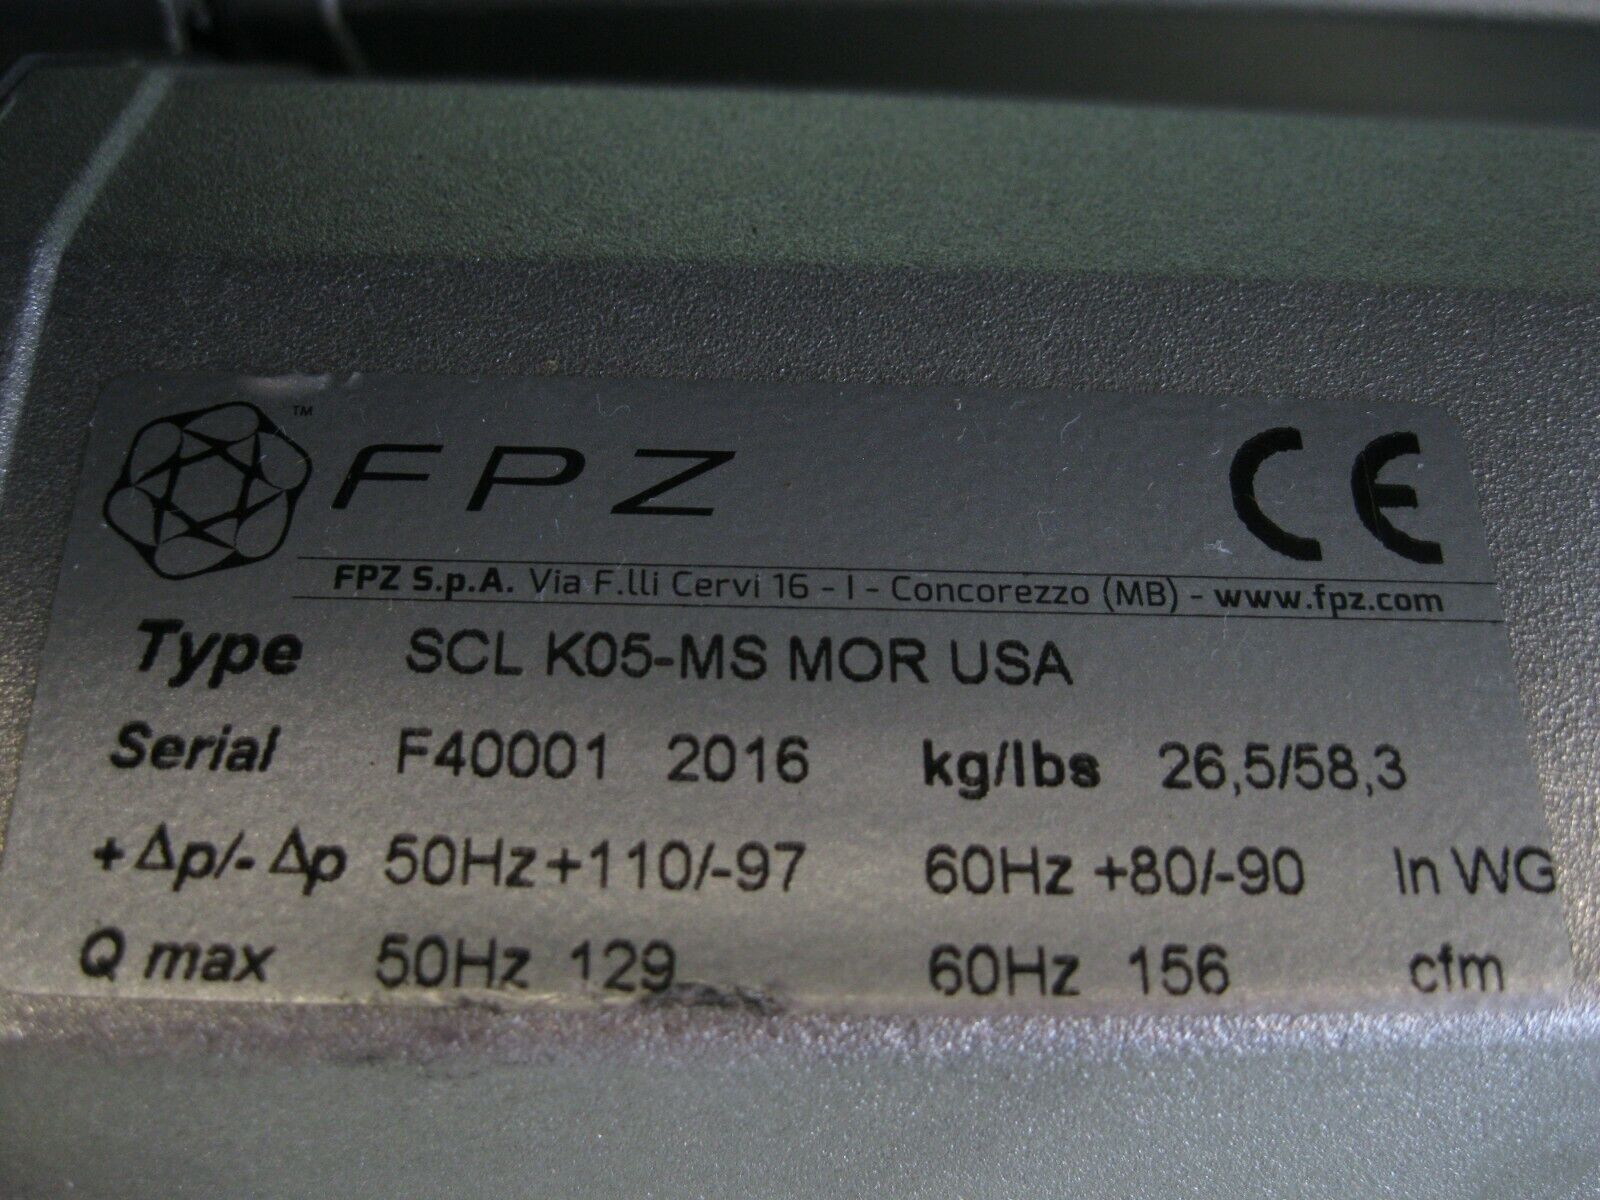 ™
FPZ CE
FPZ S.p.A. Via F.lli Cervi 16 - I - Concorezzo (MB) - www.fpz.com
Type SCL K05-MS MOR USA
Serial F40001 2016 kg/lbs 26,5/58,3
+Δp/-Δp 50Hz+110/-97 60Hz +80/-90 In WG
Q max 50Hz 129 60Hz 156 cfm